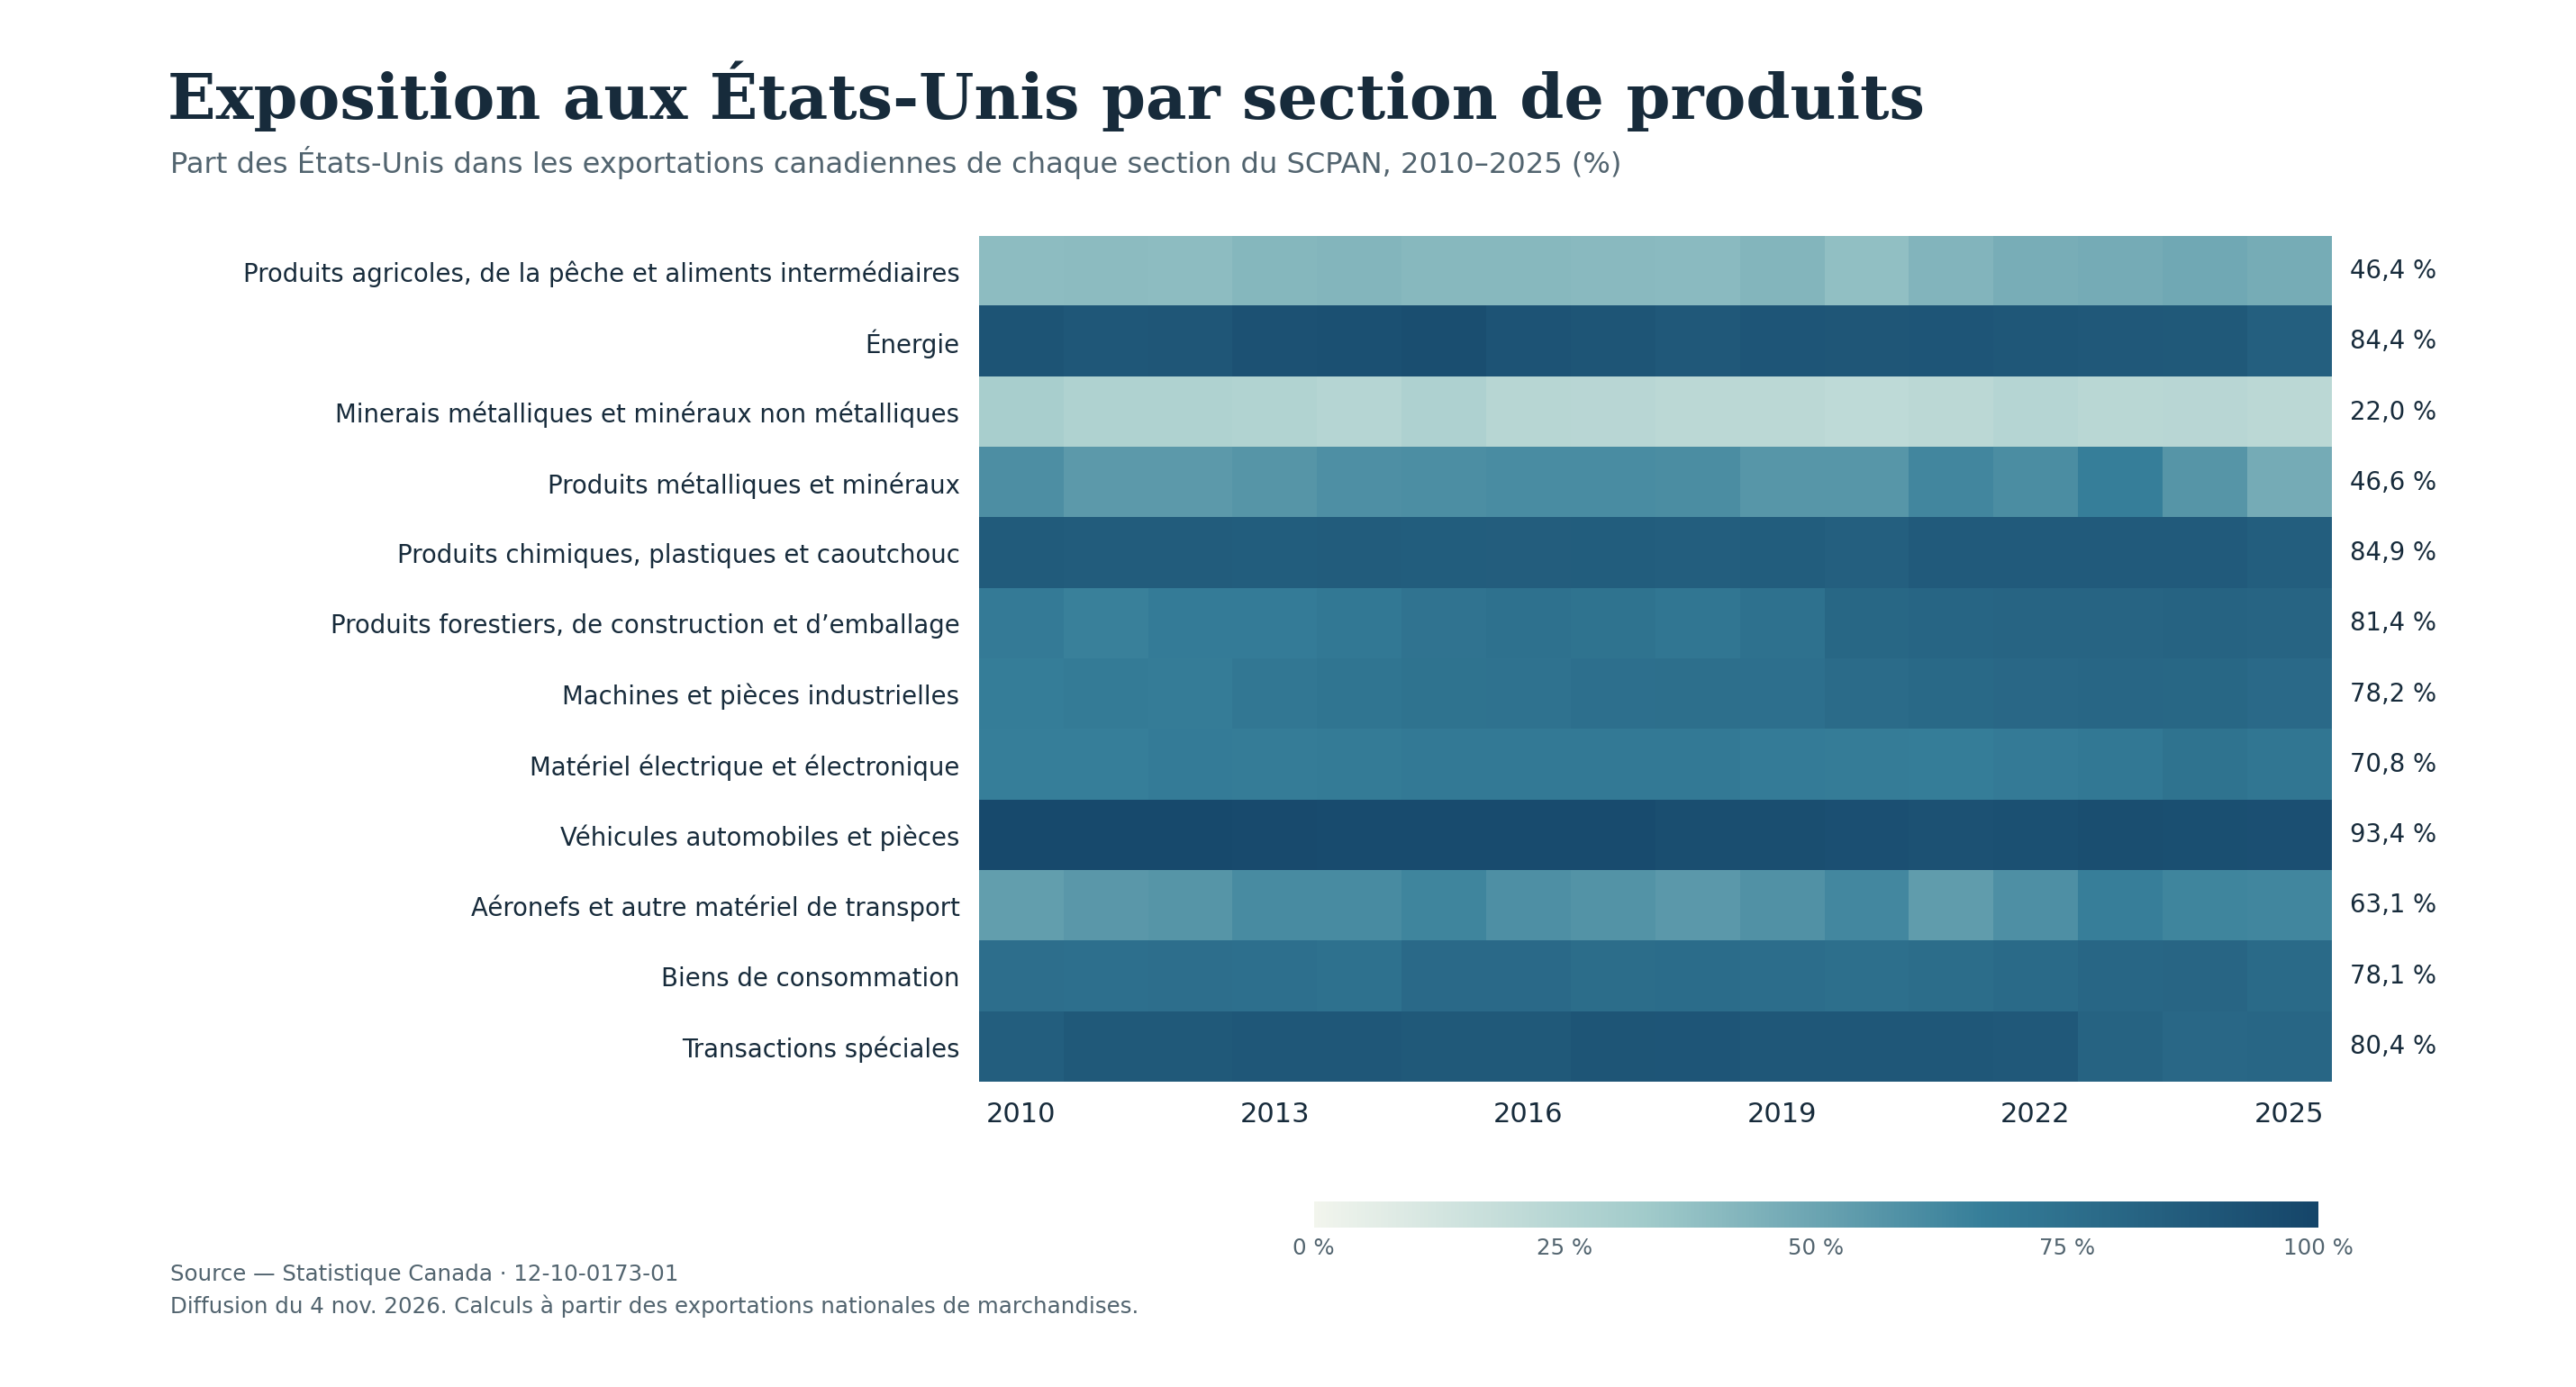 Exposition aux États-Unis par section de produits
Part des États-Unis dans les exportations canadiennes de chaque section du SCPAN, 2010–2025 (%)
Produits agricoles, de la pêche et aliments intermédiaires 46,4 %
Énergie 84,4 %
Minerais métalliques et minéraux non métalliques 22,0 %
Produits métalliques et minéraux 46,6 %
Produits chimiques, plastiques et caoutchouc 84,9 %
Produits forestiers, de construction et d’emballage 81,4 %
Machines et pièces industrielles 78,2 %
Matériel électrique et électronique 70,8 %
Véhicules automobiles et pièces 93,4 %
Aéronefs et autre matériel de transport 63,1 %
Biens de consommation 78,1 %
Transactions spéciales 80,4 %
2010 2013 2016 2019 2022 2025
0 % 25 % 50 % 75 % 100 %
Source — Statistique Canada · 12-10-0173-01
Diffusion du 4 nov. 2026. Calculs à partir des exportations nationales de marchandises.